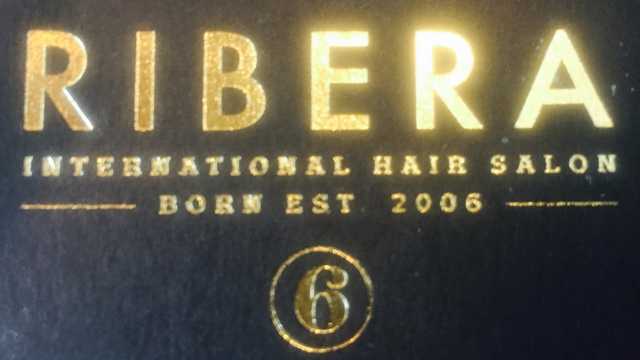 RIBERA
INTERNATIONAL HAIR SALON
BORN EST. 2006
6